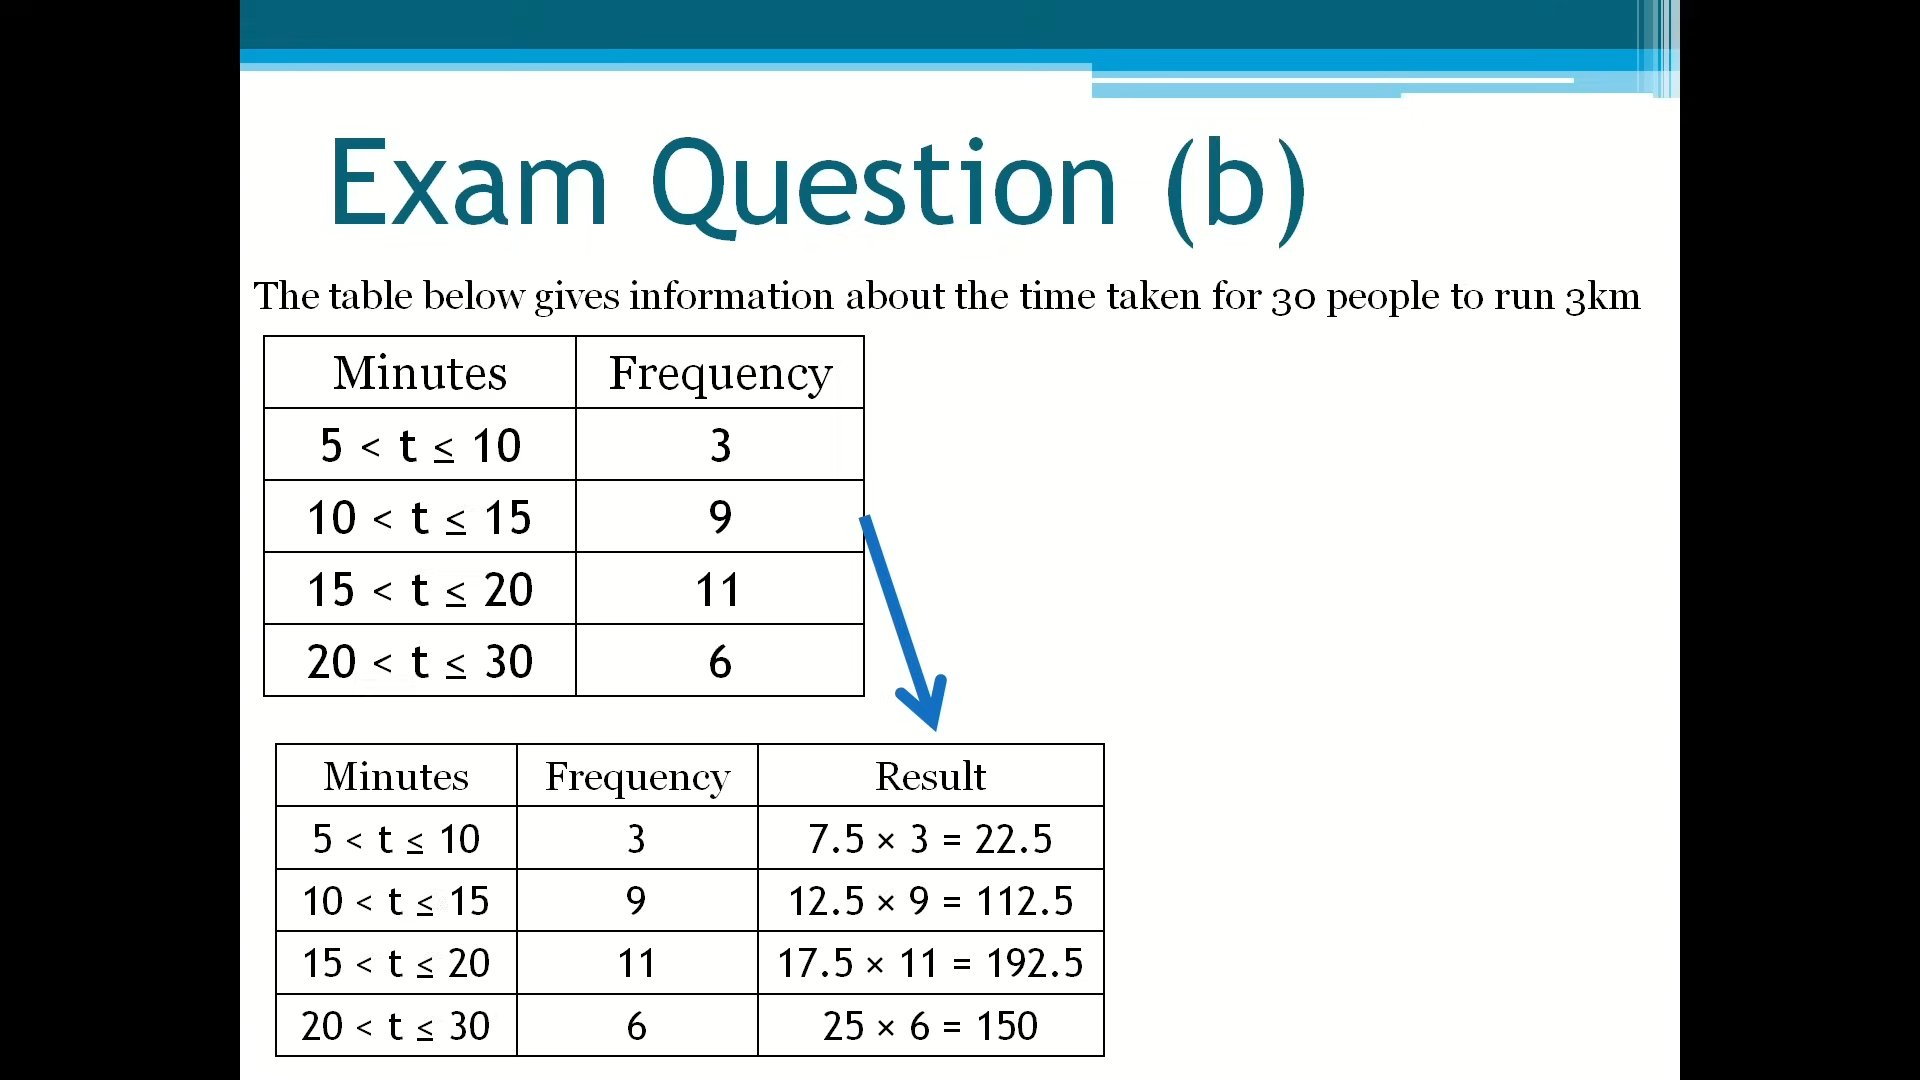 Exam Question (b)
The table below gives information about the time taken for 30 people to run 3km
Minutes Frequency
5 < t ≤ 10 3
10 < t ≤ 15 9
15 < t ≤ 20 11
20 < t ≤ 30 6
Minutes Frequency Result
5 < t ≤ 10 3 7.5 × 3 = 22.5
10 < t ≤ 15 9 12.5 × 9 = 112.5
15 < t ≤ 20 11 17.5 × 11 = 192.5
20 < t ≤ 30 6 25 × 6 = 150